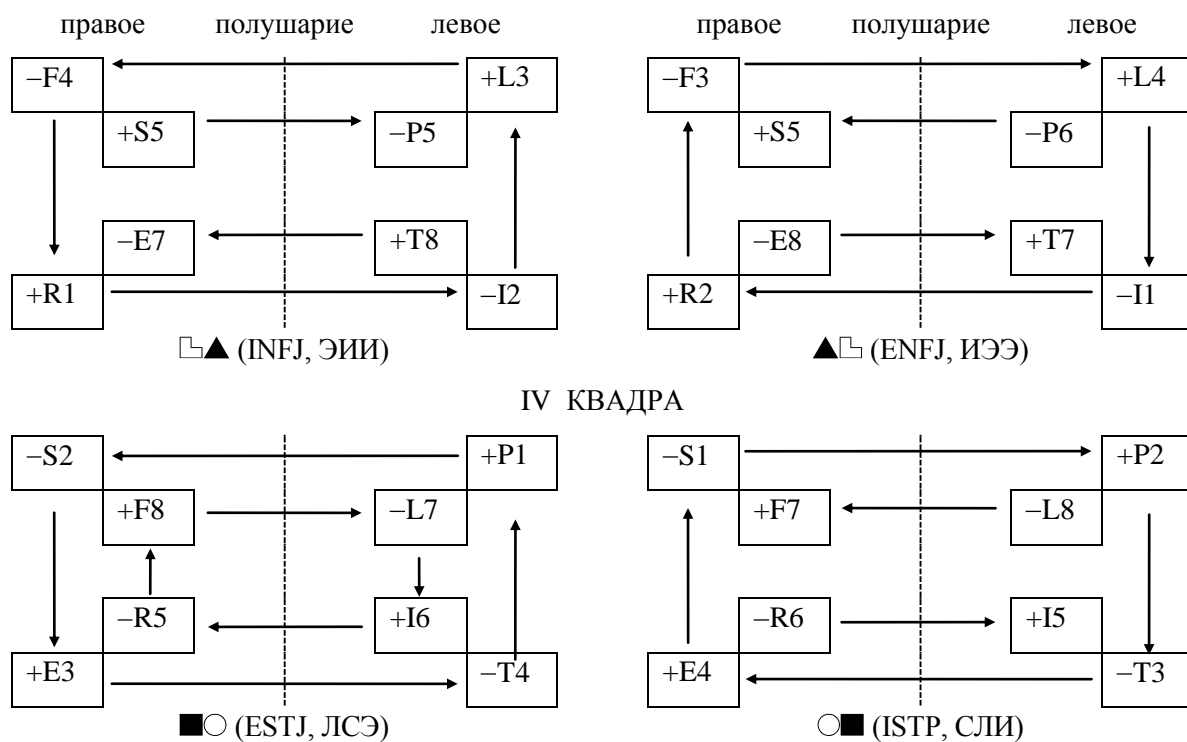 правое полушарие левое правое полушарие левое
−F4 +L3 −F3 +L4
+S5 −P5 +S5 −P6
−E7 +T8 −E8 +T7
+R1 −I2 +R2 −I1
∟▲ (INFJ, ЭИИ) ▲∟ (ENFJ, ИЭЭ)
IV КВАДРА
−S2 +P1 −S1 +P2
+F8 −L7 +F7 −L8
−R5 +I6 −R6 +I5
+E3 −T4 +E4 −T3
■○ (ESTJ, ЛСЭ) ○■ (ISTP, СЛИ)